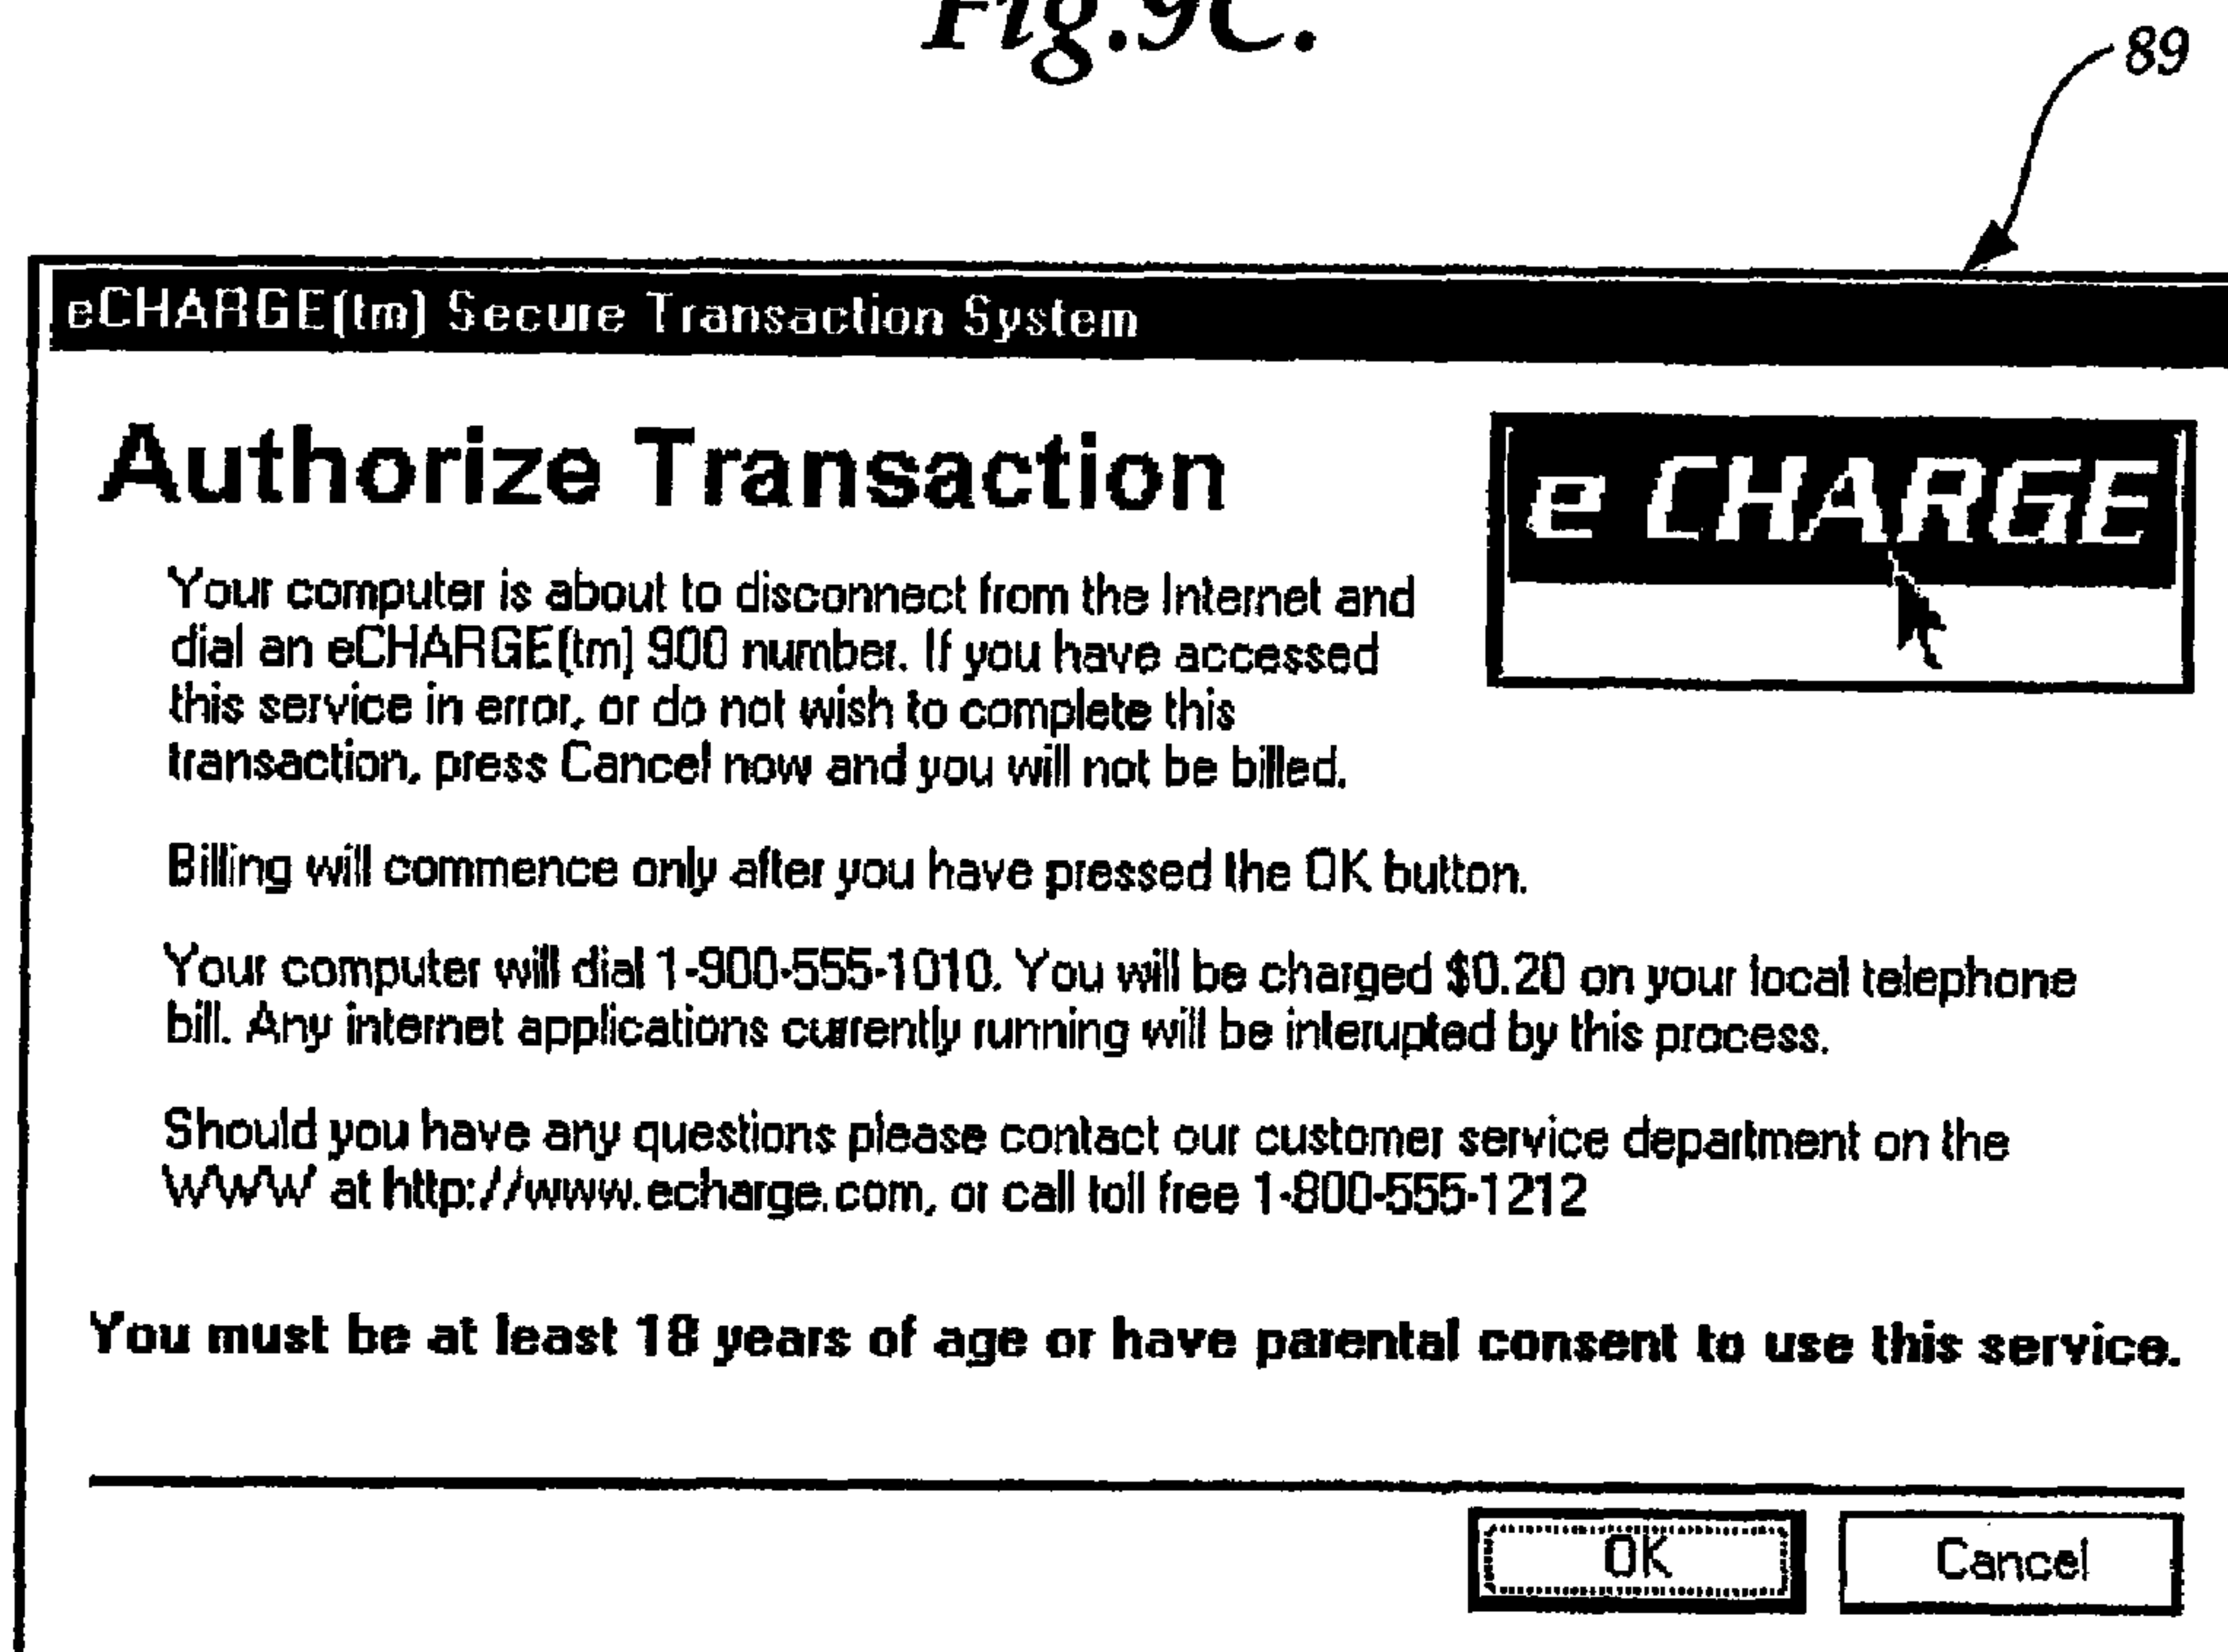 Fig.9C.
89
eCHARGE(tm) Secure Transaction System
Authorize Transaction
e CHARGE
Your computer is about to disconnect from the Internet and
dial an eCHARGE(tm) 900 number. If you have accessed
this service in error, or do not wish to complete this
transaction, press Cancel now and you will not be billed.
Billing will commence only after you have pressed the OK button.
Your computer will dial 1-900-555-1010. You will be charged $0.20 on your local telephone
bill. Any internet applications currently running will be interupted by this process.
Should you have any questions please contact our customer service department on the
WWW at http://www.echarge.com, or call toll free 1-800-555-1212
You must be at least 18 years of age or have parental consent to use this service.
OK
Cancel